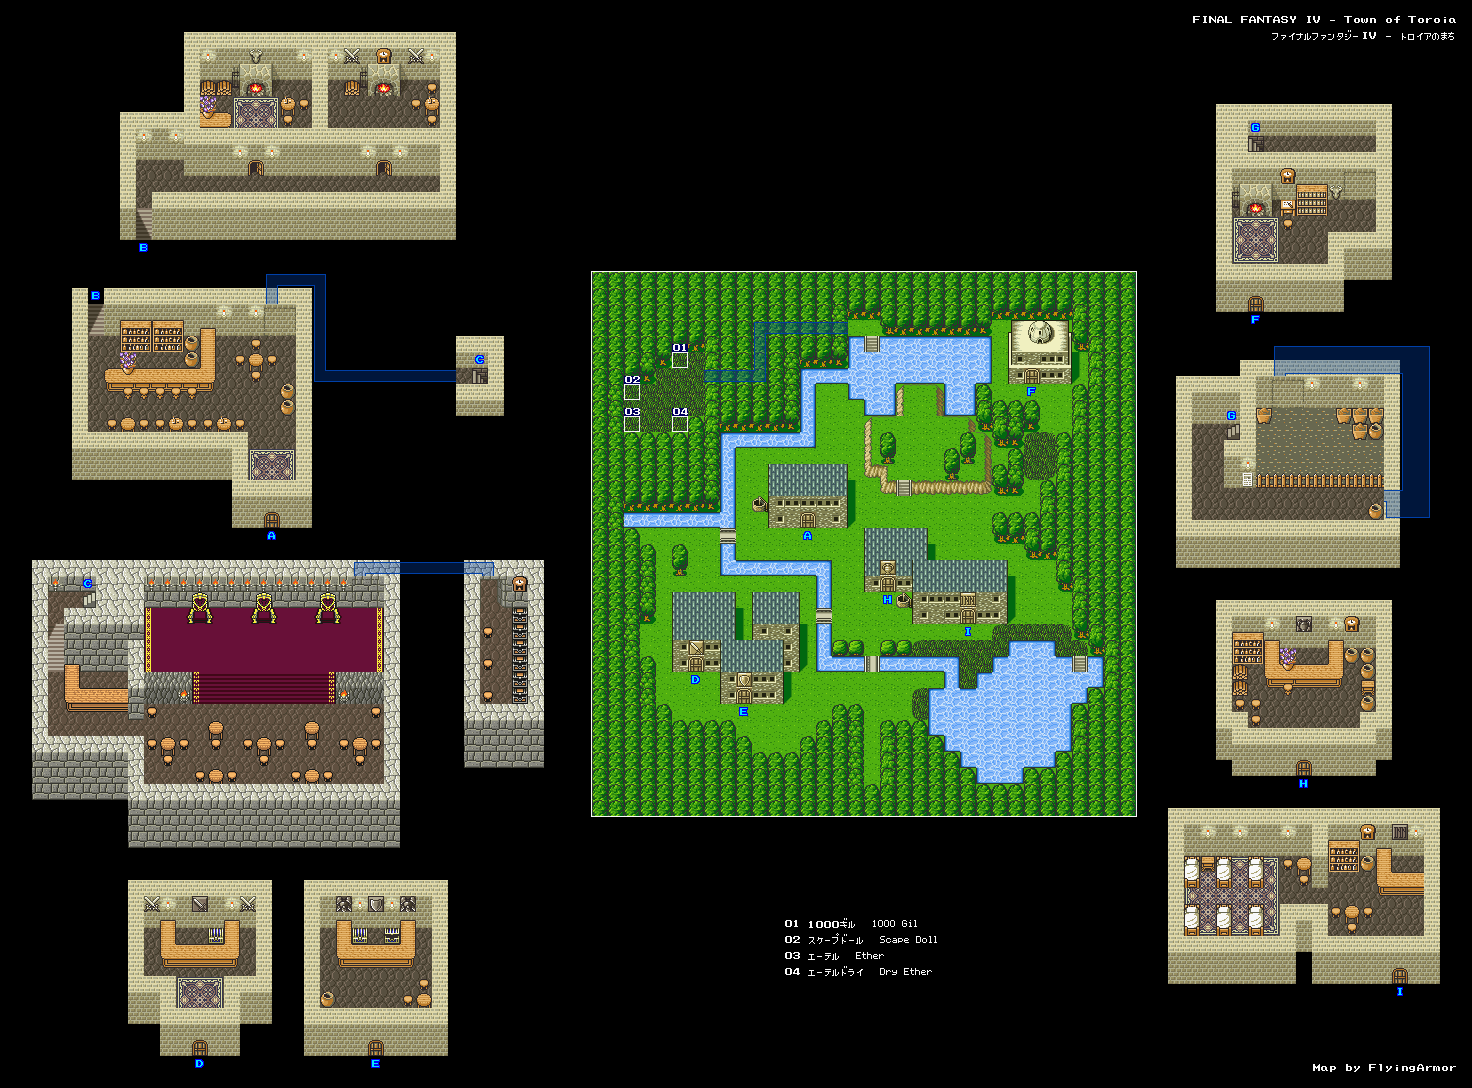 FINAL FANTASY IV - Town of Toroia
ファイナルファンタジーIV - トロイアのまち
B
B
G
F
C
G
A
01
02
03
04
F
A
H
I
D
E
G
C
H
D
E
I
01 1000ギル 1000 Gil
02 スケープドール Scape Doll
03 エーテル Ether
04 エーテルドライ Dry Ether
Map by FlyingArmor